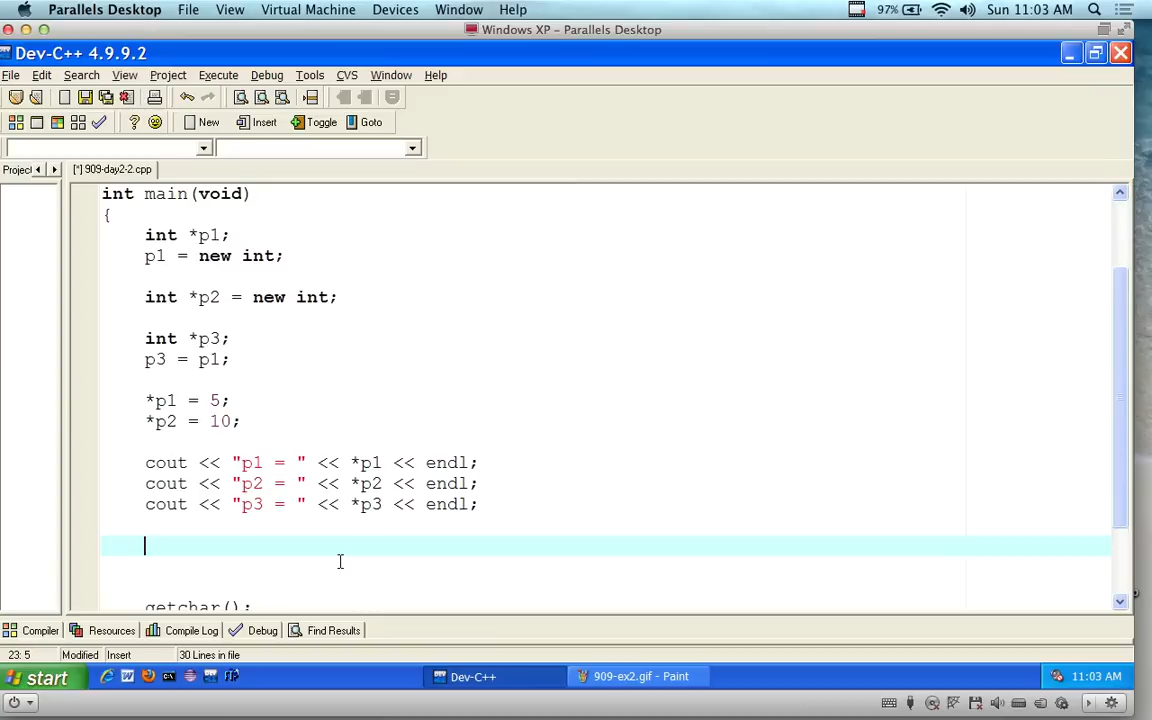 Parallels Desktop File View Virtual Machine Devices Window Help 97% Sun 11:03 AM
Windows XP – Parallels Desktop
Dev-C++ 4.9.9.2
File Edit Search View Project Execute Debug Tools CVS Window Help
New Insert Toggle Goto
Project [*] 909-day2-2.cpp
int main(void)
{
int *p1;
p1 = new int;
int *p2 = new int;
int *p3;
p3 = p1;
*p1 = 5;
*p2 = 10;
cout << "p1 = " << *p1 << endl;
cout << "p2 = " << *p2 << endl;
cout << "p3 = " << *p3 << endl;
getchar();
Compiler Resources Compile Log Debug Find Results
23: 5 Modified Insert 30 Lines in file
start Dev-C++ 909-ex2.gif - Paint 11:03 AM